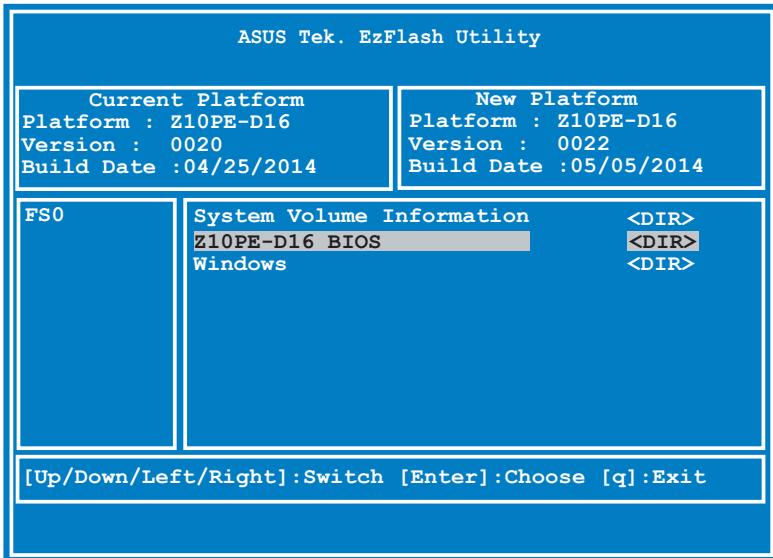 ASUS Tek. EzFlash Utility
Current Platform
Platform : Z10PE-D16
Version : 0020
Build Date :04/25/2014
New Platform
Platform : Z10PE-D16
Version : 0022
Build Date :05/05/2014
FS0
System Volume Information <DIR>
Z10PE-D16 BIOS <DIR>
Windows <DIR>
[Up/Down/Left/Right]:Switch [Enter]:Choose [q]:Exit